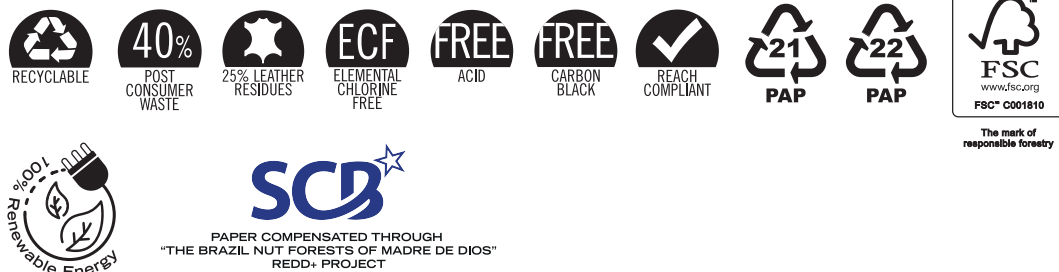 RECYCLABLE
40%
POST
CONSUMER
WASTE
25% LEATHER
RESIDUES
ECF
ELEMENTAL
CHLORINE
FREE
FREE
ACID
FREE
CARBON
BLACK
REACH
COMPLIANT
21
PAP
22
PAP
FSC
www.fsc.org
FSC™ C001810
The mark of
responsible forestry
100% Renewable Energy
SCB
PAPER COMPENSATED THROUGH
"THE BRAZIL NUT FORESTS OF MADRE DE DIOS"
REDD+ PROJECT